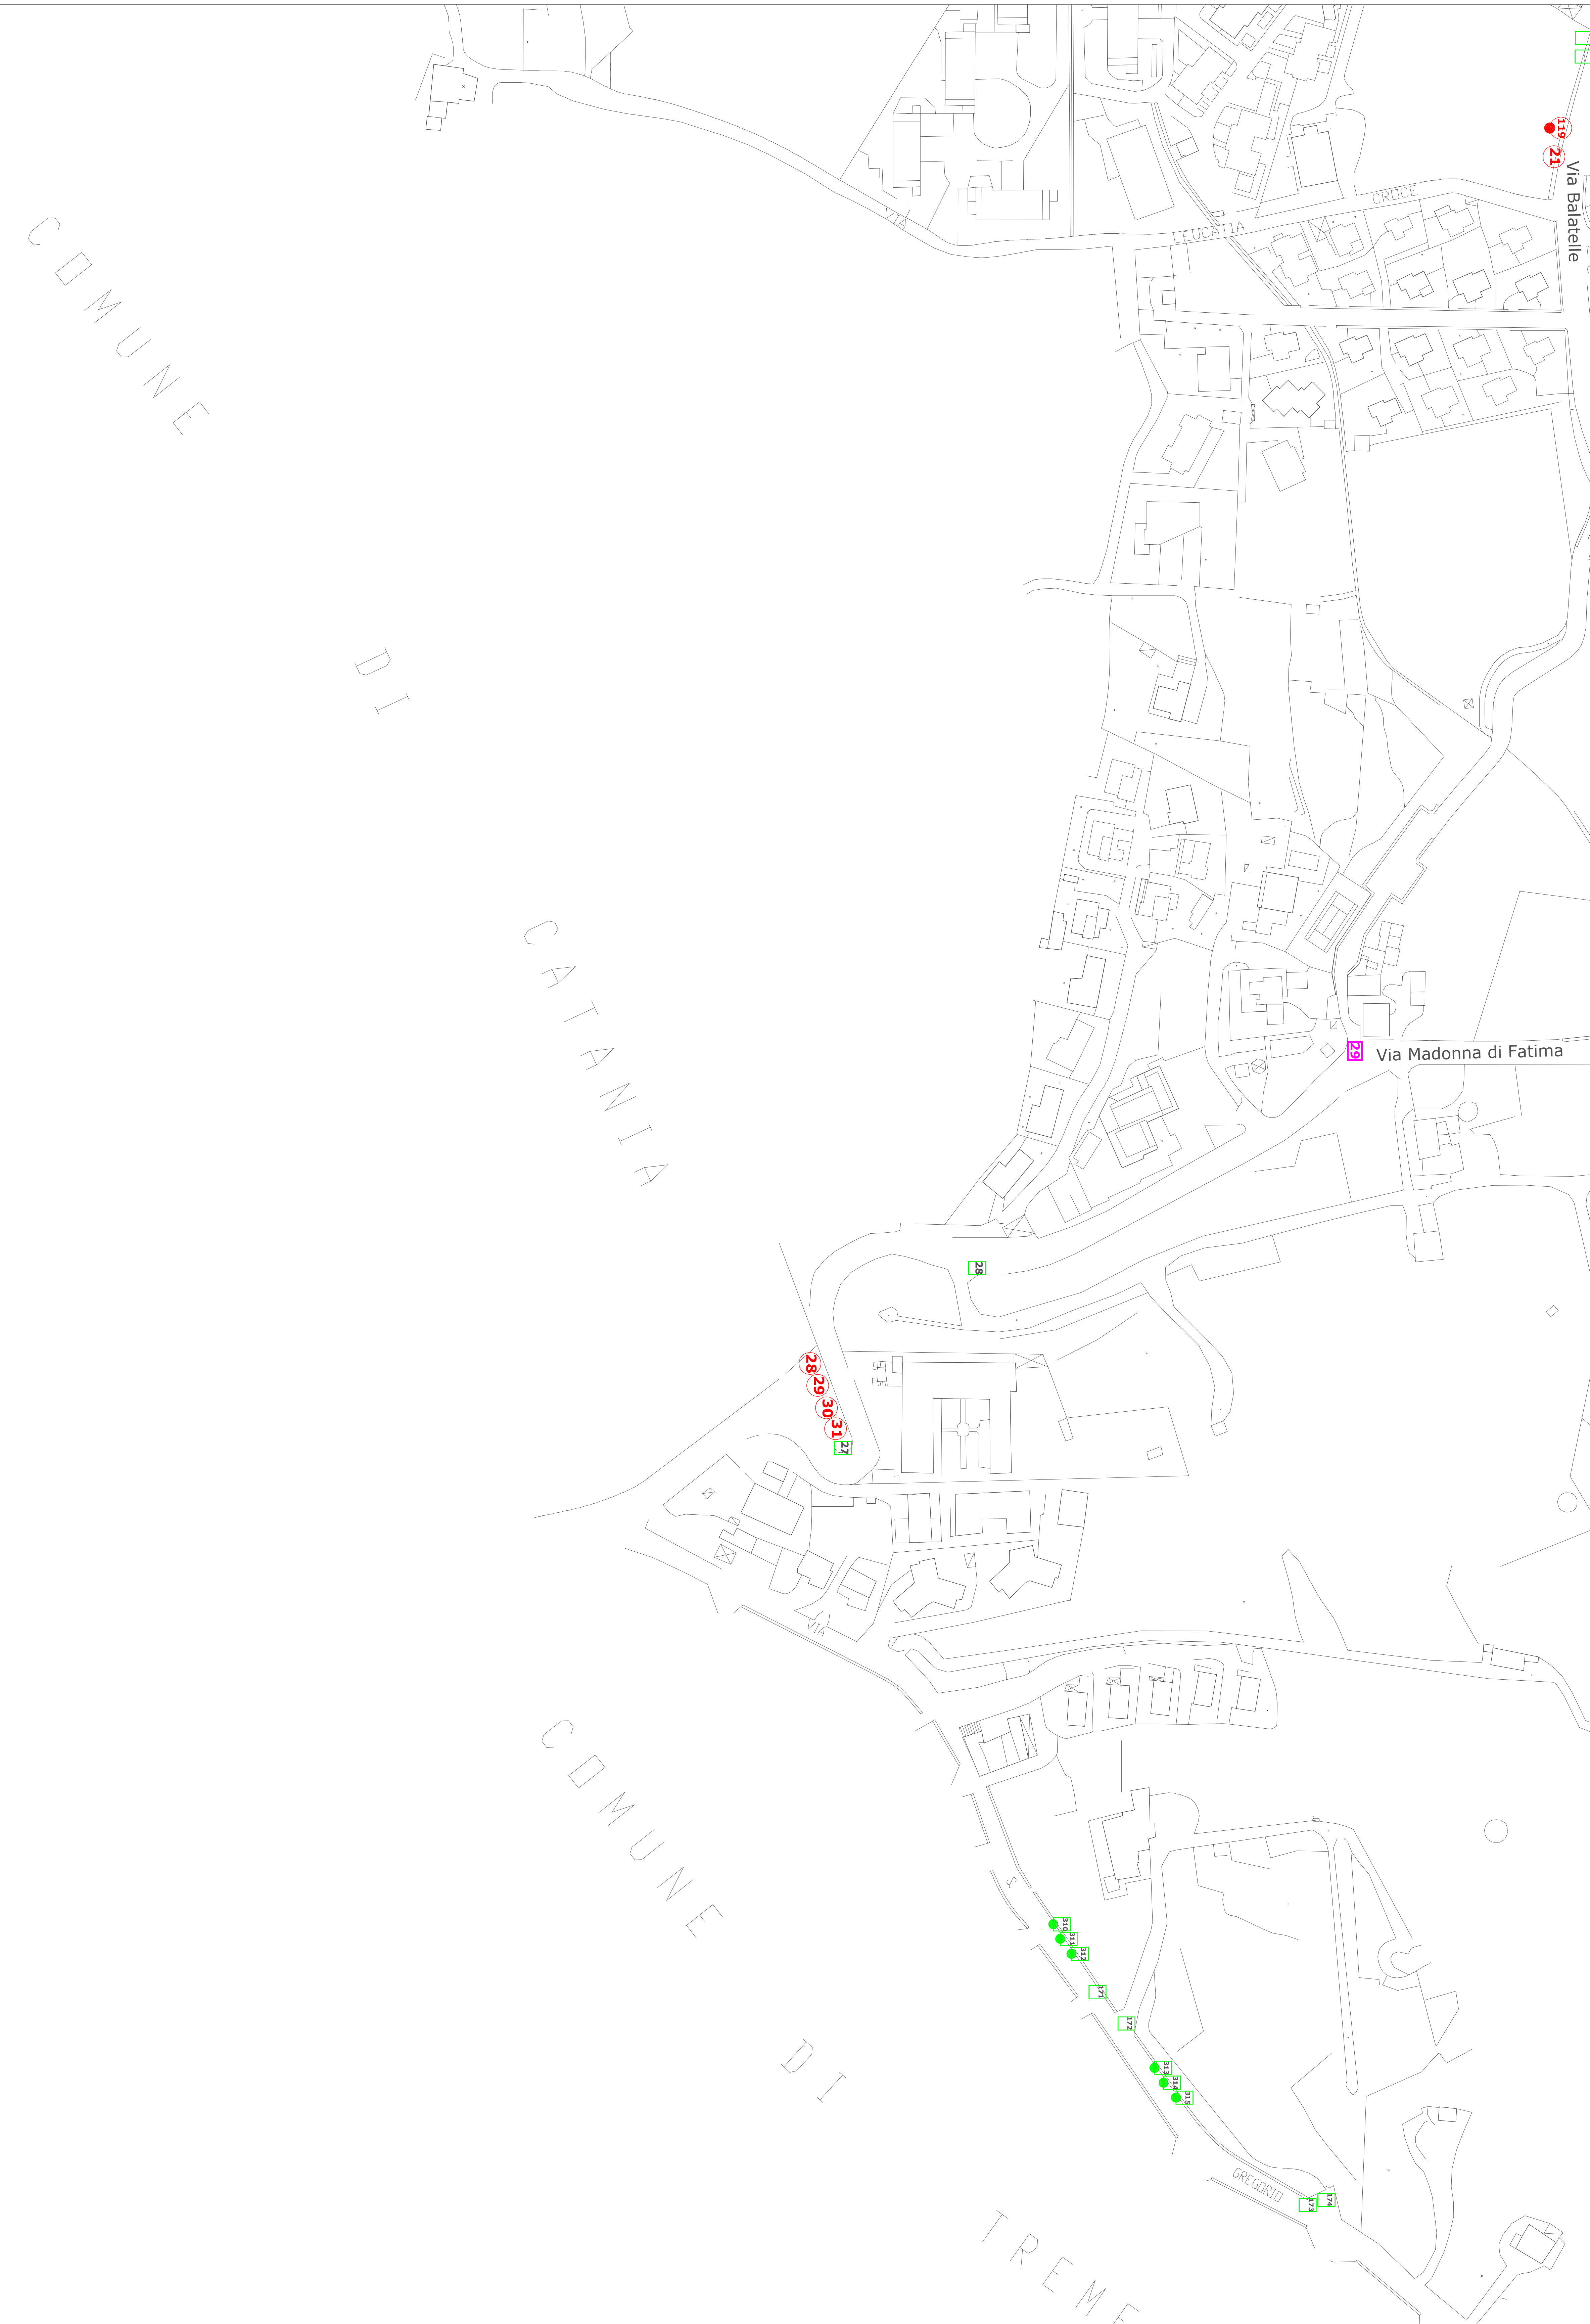 119
21
Via Balatelle
CROCE
LEUCATIA
VIA
COMUNE
DI
CATANIA
29
Via Madonna di Fatima
28
28
29
30
31
27
VIA
COMUNE
DI
S.
310
311
312
171
172
313
314
315
GREGORIO
173
174
TREME